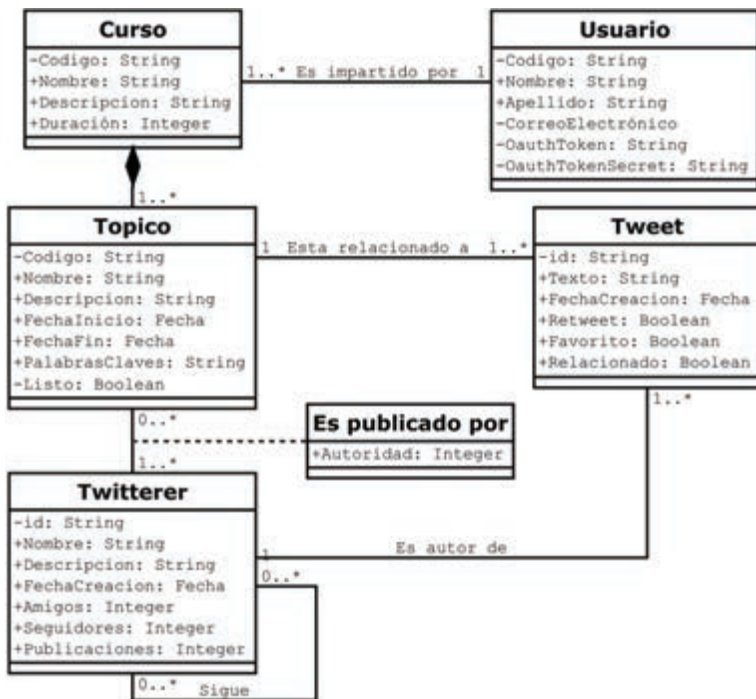 Curso
-Codigo: String
+Nombre: String
+Descripcion: String
+Duración: Integer
1..* Es impartido por 1
Usuario
-Codigo: String
+Nombre: String
+Apellido: String
-CorreoElectrónico
-OauthToken: String
-OauthTokenSecret: String
1..*
Topico
-Codigo: String
+Nombre: String
+Descripcion: String
+FechaInicio: Fecha
+FechaFin: Fecha
+PalabrasClaves: String
-Listo: Boolean
1 Esta relacionado a 1..*
Tweet
-id: String
+Texto: String
+FechaCreacion: Fecha
+Retweet: Boolean
+Favorito: Boolean
+Relacionado: Boolean
0..*
1..*
Es publicado por
+Autoridad: Integer
1..*
Twitterer
-id: String
+Nombre: String
+Descripcion: String
+FechaCreacion: Fecha
+Amigos: Integer
+Seguidores: Integer
+Publicaciones: Integer
1 Es autor de
0..*
0..* Sigue